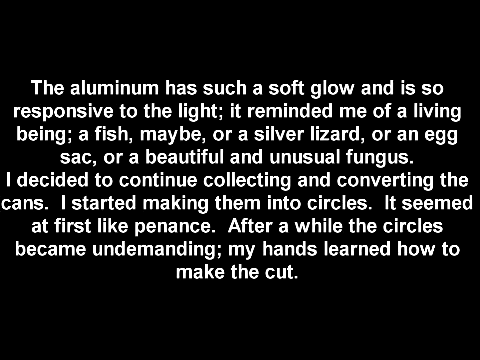 The aluminum has such a soft glow and is so
responsive to the light; it reminded me of a living
being; a fish, maybe, or a silver lizard, or an egg
sac, or a beautiful and unusual fungus.
I decided to continue collecting and converting the
cans.  I started making them into circles.  It seemed
at first like penance.  After a while the circles
became undemanding; my hands learned how to
make the cut.